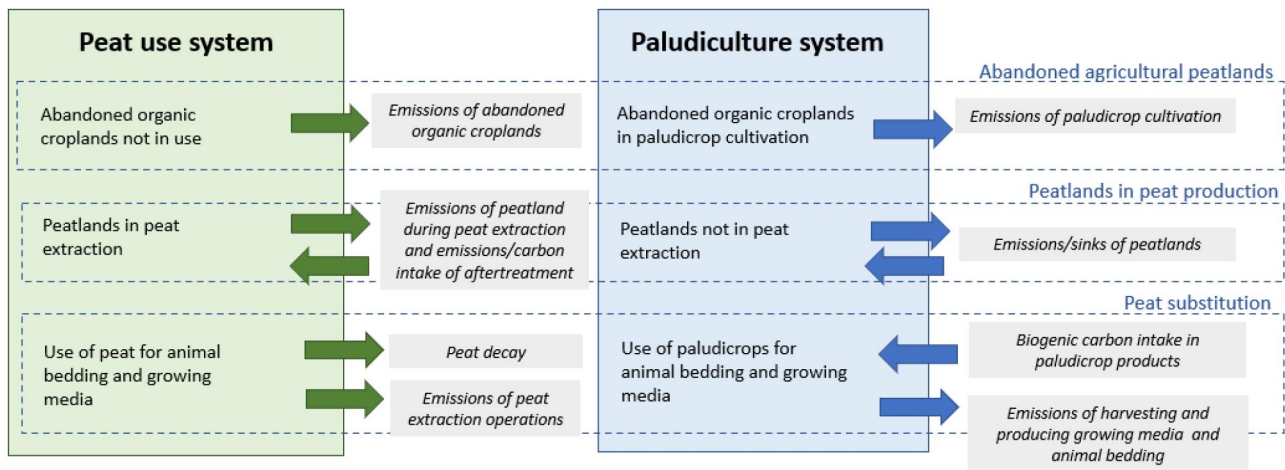 Peat use system
Paludiculture system
Abandoned agricultural peatlands
Abandoned organic
croplands not in use
Emissions of abandoned
organic croplands
Abandoned organic croplands
in paludicrop cultivation
Emissions of paludicrop cultivation
Peatlands in peat production
Peatlands in peat
extraction
Emissions of peatland
during peat extraction
and emissions/carbon
intake of aftertreatment
Peatlands not in peat
extraction
Emissions/sinks of peatlands
Peat substitution
Use of peat for animal
bedding and growing
media
Peat decay
Emissions of peat
extraction operations
Use of paludicrops for
animal bedding and growing
media
Biogenic carbon intake in
paludicrop products
Emissions of harvesting and
producing growing media and
animal bedding